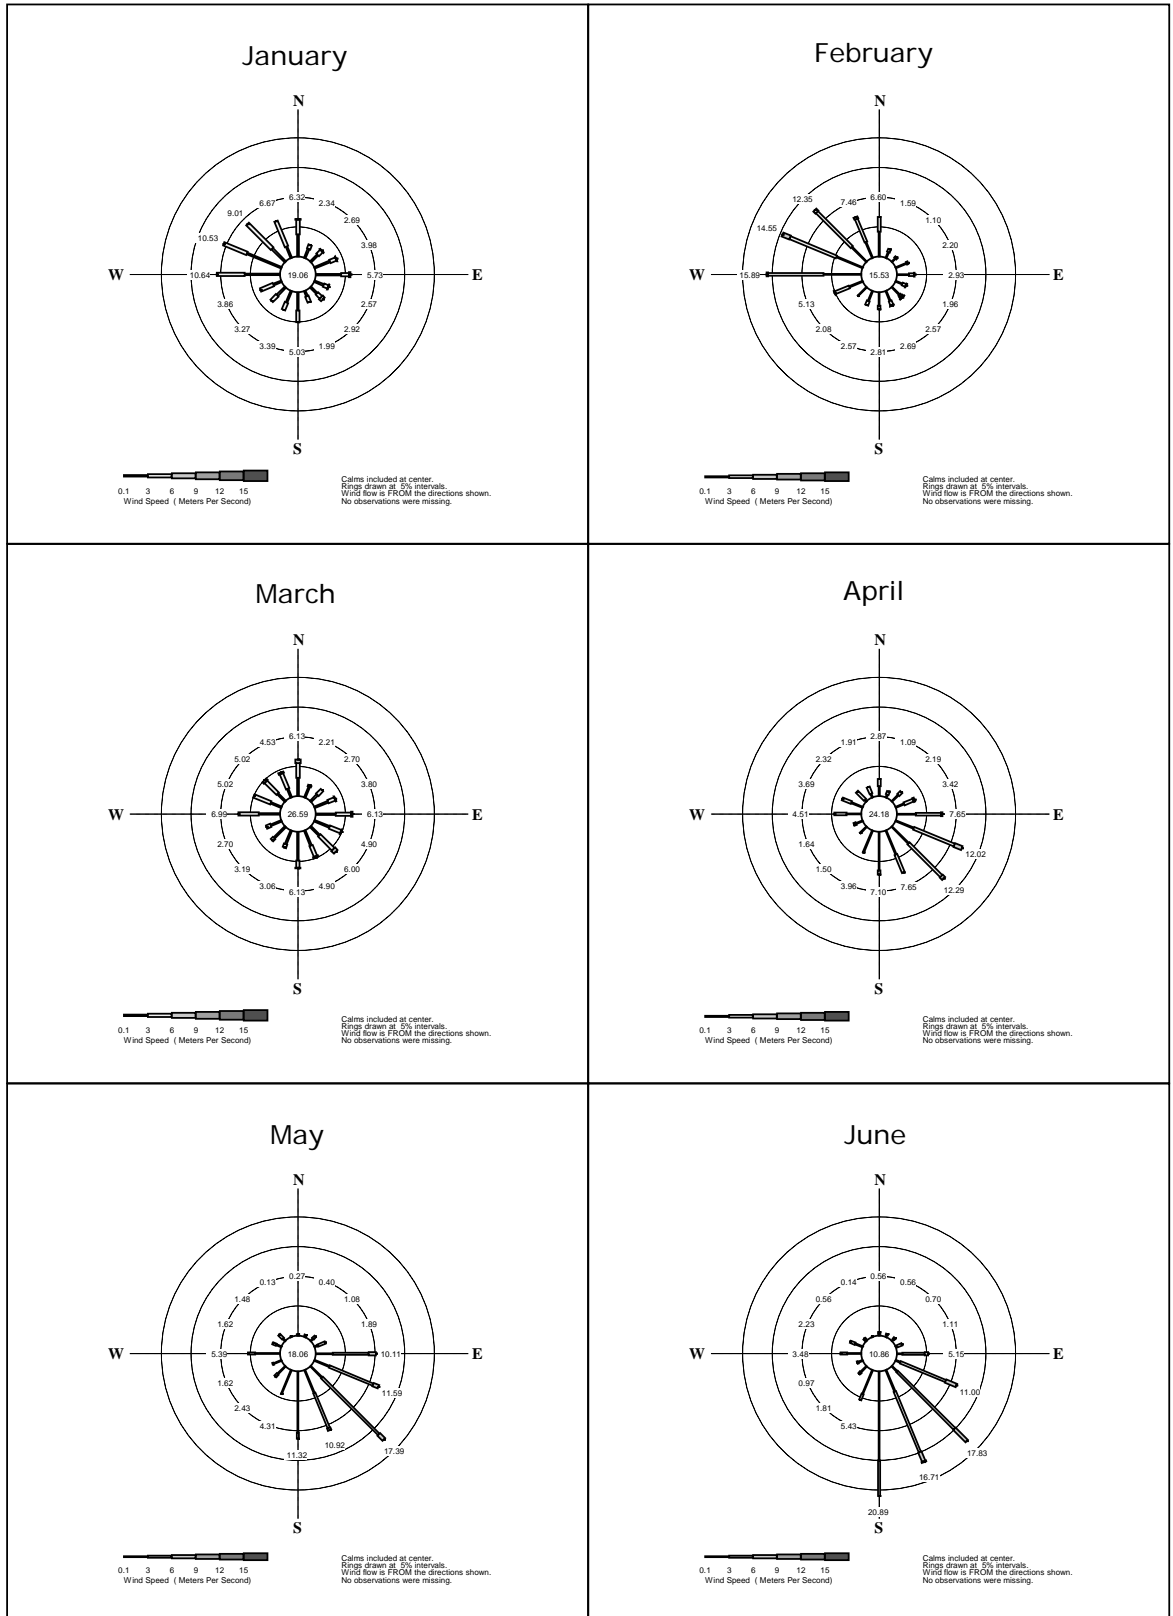 January
N
6.32
2.34
2.69
3.98
5.73
2.57
2.92
1.99
5.03
3.39
3.27
3.86
10.64
10.53
9.01
6.67
19.06
W
E
S
0.1 3 6 9 12 15
Wind Speed ( Meters Per Second)
Calms included at center.
Rings drawn at 5% intervals.
Wind flow is FROM the directions shown.
No observations were missing.
February
N
6.60
1.59
1.10
2.20
2.93
1.96
2.57
2.69
2.81
2.57
2.08
5.13
15.89
14.55
12.35
7.46
15.53
W
E
S
0.1 3 6 9 12 15
Wind Speed ( Meters Per Second)
Calms included at center.
Rings drawn at 5% intervals.
Wind flow is FROM the directions shown.
No observations were missing.
March
N
6.13
2.21
2.70
3.80
6.13
4.90
6.00
4.90
6.13
3.06
3.19
2.70
6.99
5.02
5.02
4.53
26.59
W
E
S
0.1 3 6 9 12 15
Wind Speed ( Meters Per Second)
Calms included at center.
Rings drawn at 5% intervals.
Wind flow is FROM the directions shown.
No observations were missing.
April
N
2.87
1.09
2.19
3.42
7.65
12.02
12.29
7.65
7.10
3.96
1.50
1.64
4.51
3.69
2.32
1.91
24.18
W
E
S
0.1 3 6 9 12 15
Wind Speed ( Meters Per Second)
Calms included at center.
Rings drawn at 5% intervals.
Wind flow is FROM the directions shown.
No observations were missing.
May
N
0.27
0.40
1.08
1.89
10.11
11.59
17.39
10.92
11.32
4.31
2.43
1.62
5.39
1.62
1.48
0.13
18.06
W
E
S
0.1 3 6 9 12 15
Wind Speed ( Meters Per Second)
Calms included at center.
Rings drawn at 5% intervals.
Wind flow is FROM the directions shown.
No observations were missing.
June
N
0.56
0.56
0.70
1.11
5.15
11.00
17.83
16.71
20.89
5.43
1.81
0.97
3.48
2.23
0.56
0.14
10.86
W
E
S
0.1 3 6 9 12 15
Wind Speed ( Meters Per Second)
Calms included at center.
Rings drawn at 5% intervals.
Wind flow is FROM the directions shown.
No observations were missing.